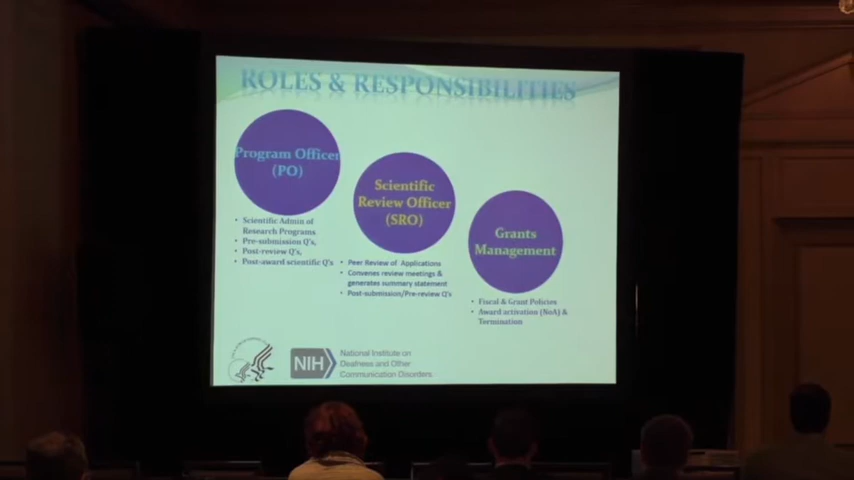 ROLES & RESPONSIBILITIES
Program Officer
(PO)
• Scientific Admin of
Research Programs
• Pre-submission Q's,
• Post-review Q's,
• Post-award scientific Q's
Scientific
Review Officer
(SRO)
• Peer Review of Applications
• Convenes review meetings &
generates summary statement
• Post-submission/Pre-review Q's
Grants
Management
• Fiscal & Grant Policies
• Award activation (NoA) &
Termination
NIH
National Institute on
Deafness and Other
Communication Disorders